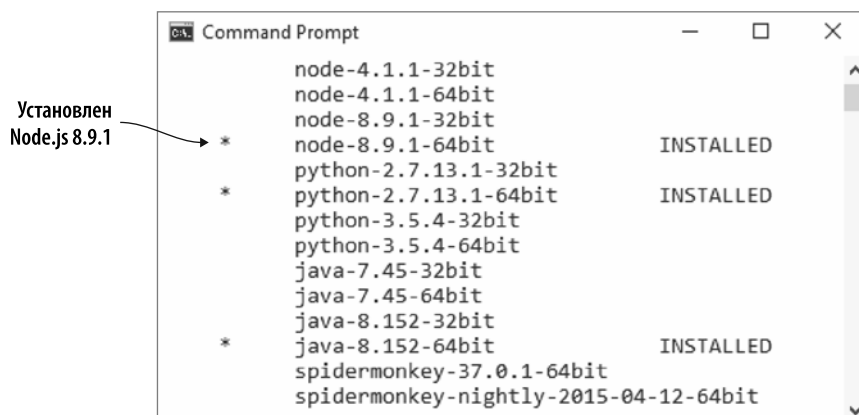 Command Prompt
node-4.1.1-32bit
node-4.1.1-64bit
node-8.9.1-32bit
Установлен
Node.js 8.9.1
* node-8.9.1-64bit INSTALLED
python-2.7.13.1-32bit
* python-2.7.13.1-64bit INSTALLED
python-3.5.4-32bit
python-3.5.4-64bit
java-7.45-32bit
java-7.45-64bit
java-8.152-32bit
* java-8.152-64bit INSTALLED
spidermonkey-37.0.1-64bit
spidermonkey-nightly-2015-04-12-64bit